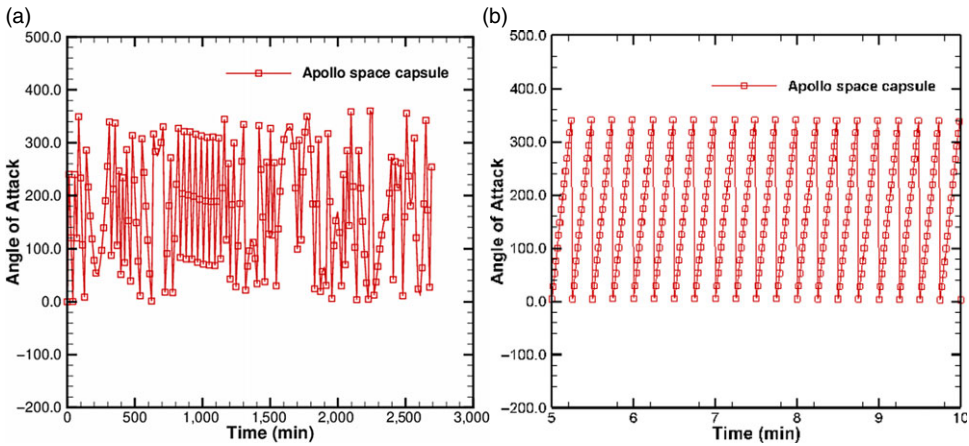 (a)
500.0
400.0
300.0
200.0
100.0
0.0
−100.0
−200.0
Angle of Attack
Apollo space capsule
0 500 1,000 1,500 2,000 2,500 3,000
Time (min)
(b)
500.0
400.0
300.0
200.0
100.0
0.0
−100.0
−200.0
Angle of Attack
Apollo space capsule
5 6 7 8 9 10
Time (min)